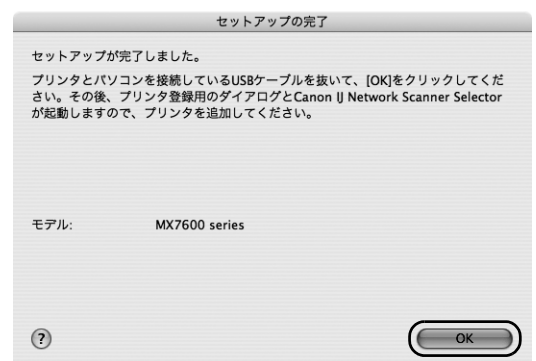 セットアップの完了
セットアップが完了しました。
プリンタとパソコンを接続しているUSBケーブルを抜いて、[OK]をクリックしてくだ
さい。その後、プリンタ登録用のダイアログとCanon IJ Network Scanner Selector
が起動しますので、プリンタを追加してください。
モデル: MX7600 series
? OK